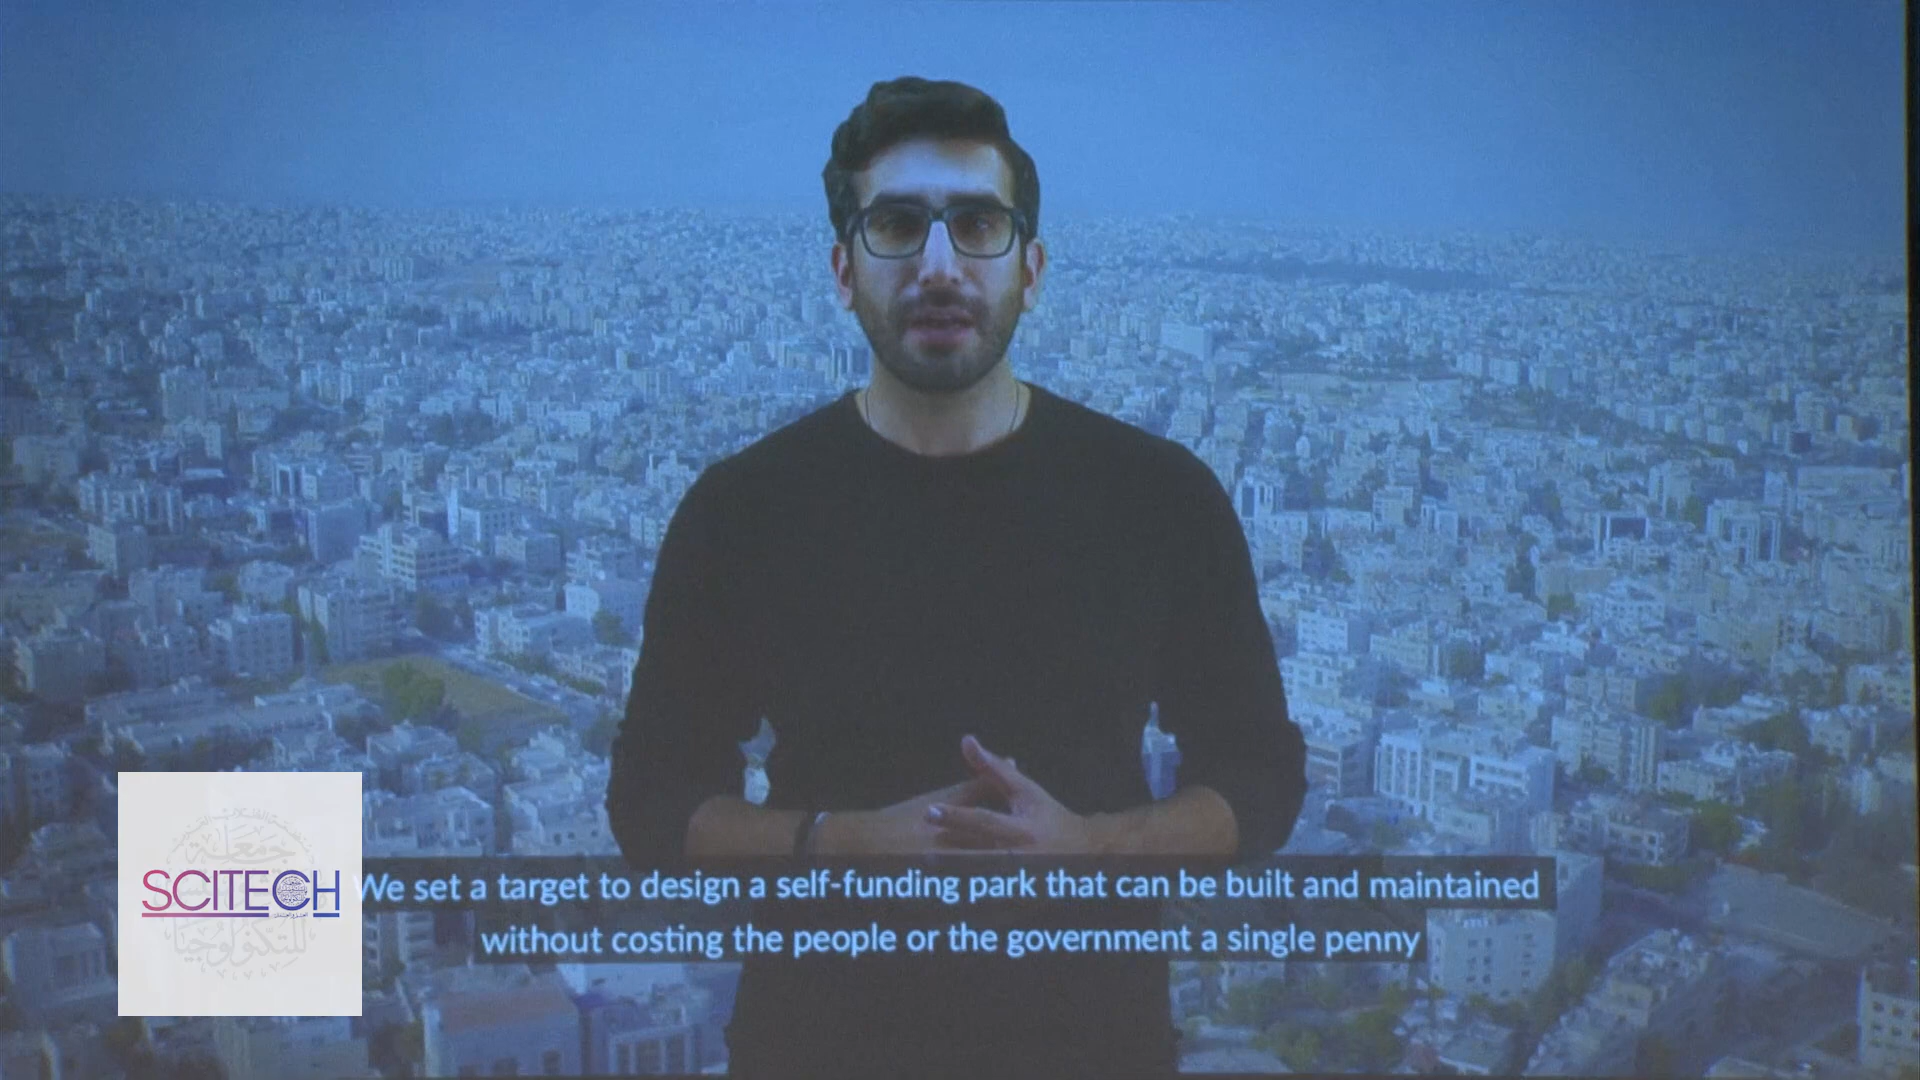 We set a target to design a self-funding park that can be built and maintained
without costing the people or the government a single penny
SCITECH